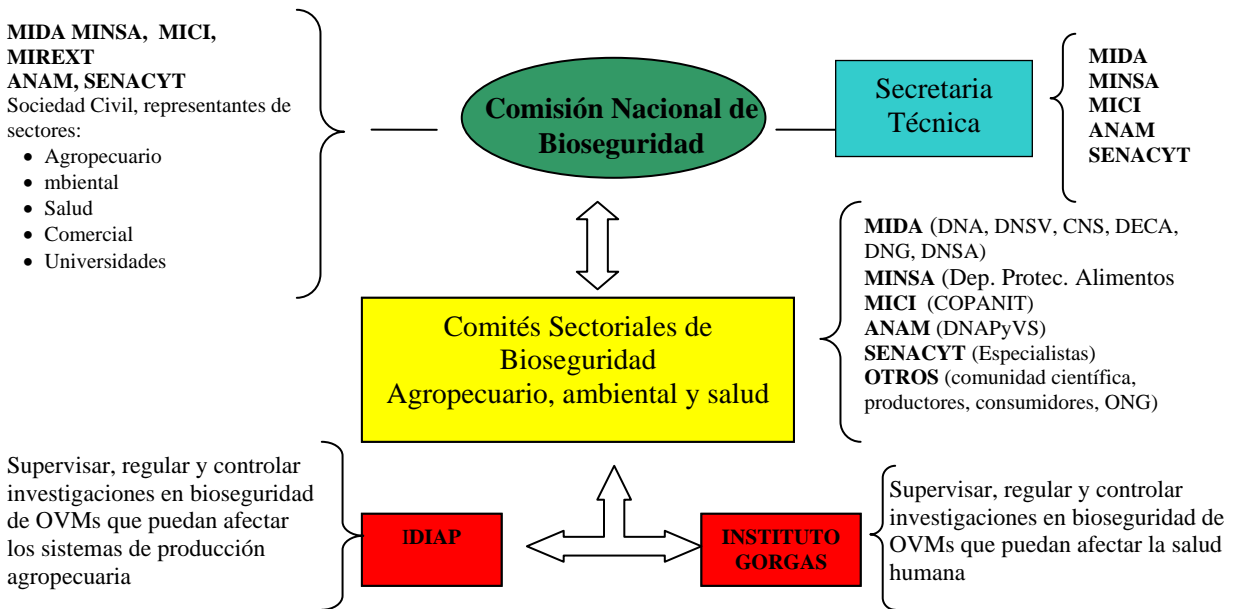 MIDA MINSA, MICI,
MIREXT
ANAM, SENACYT
Sociedad Civil, representantes de
sectores:
• Agropecuario
• mbiental
• Salud
• Comercial
• Universidades
Comisión Nacional de
Bioseguridad
Secretaria
Técnica
MIDA
MINSA
MICI
ANAM
SENACYT
MIDA (DNA, DNSV, CNS, DECA,
DNG, DNSA)
MINSA (Dep. Protec. Alimentos
MICI (COPANIT)
ANAM (DNAPyVS)
SENACYT (Especialistas)
OTROS (comunidad científica,
productores, consumidores, ONG)
Comités Sectoriales de
Bioseguridad
Agropecuario, ambiental y salud
Supervisar, regular y controlar
investigaciones en bioseguridad
de OVMs que puedan afectar
los sistemas de producción
agropecuaria
IDIAP
INSTITUTO
GORGAS
Supervisar, regular y controlar
investigaciones en bioseguridad de
OVMs que puedan afectar la salud
humana